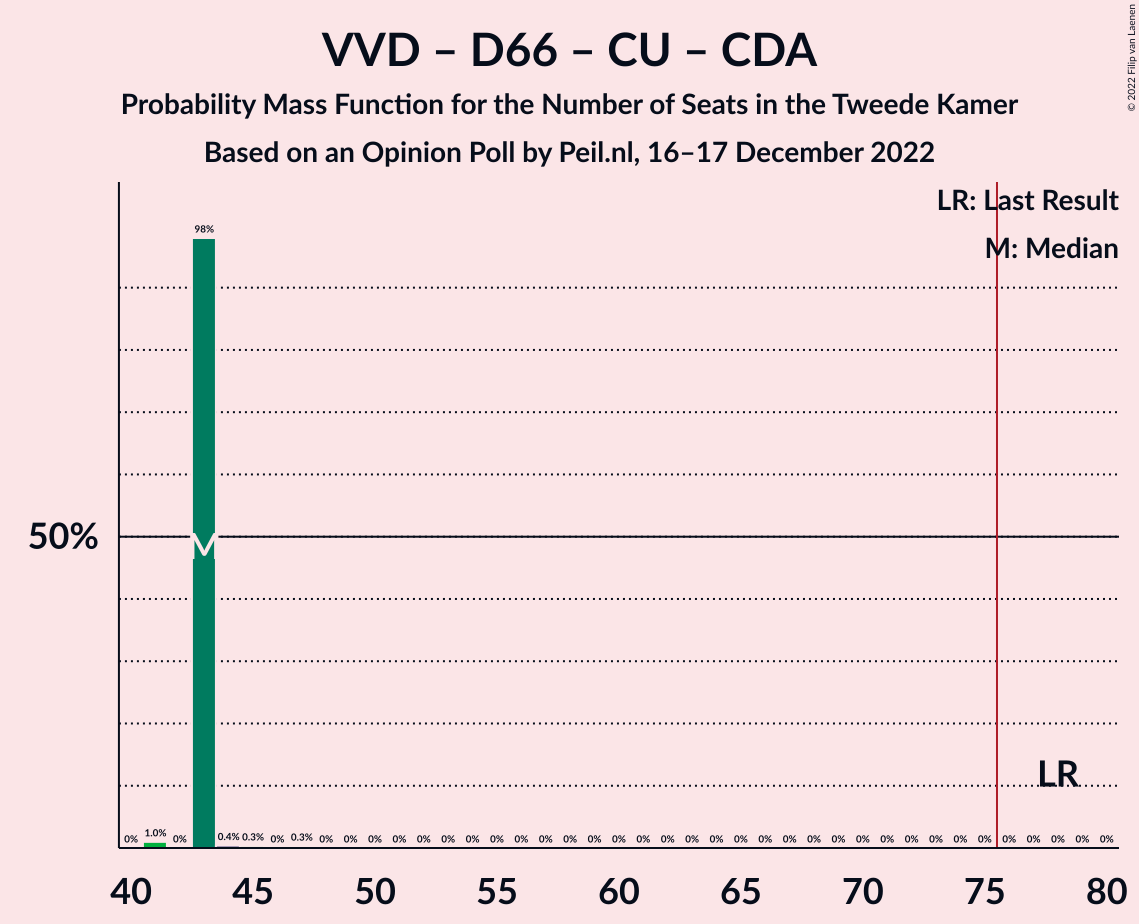 VVD – D66 – CU – CDA
Probability Mass Function for the Number of Seats in the Tweede Kamer
Based on an Opinion Poll by Peil.nl, 16–17 December 2022
© 2022 Filip van Laenen
LR: Last Result
M: Median
98%
50%
M
LR
0% 1.0% 0% 0.4% 0.3% 0% 0.3% 0% 0% 0% 0% 0% 0% 0% 0% 0% 0% 0% 0% 0% 0% 0% 0% 0% 0% 0% 0% 0% 0% 0% 0% 0% 0% 0% 0% 0% 0% 0% 0% 0%
40 45 50 55 60 65 70 75 80